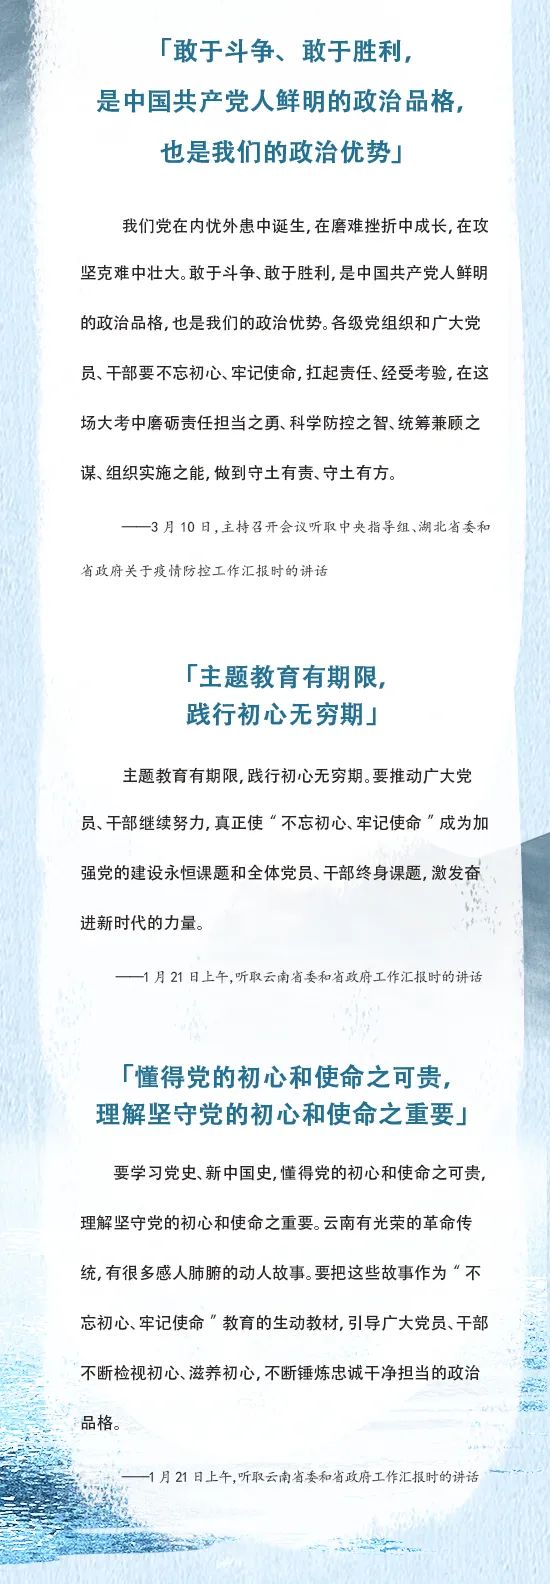 「敢于斗争、敢于胜利,
是中国共产党人鲜明的政治品格,
也是我们的政治优势」
我们党在内忧外患中诞生,在磨难挫折中成长,在攻
坚克难中壮大。敢于斗争、敢于胜利,是中国共产党人鲜明
的政治品格,也是我们的政治优势。各级党组织和广大党
员、干部要不忘初心、牢记使命,扛起责任、经受考验,在这
场大考中磨砺责任担当之勇、科学防控之智、统筹兼顾之
谋、组织实施之能,做到守土有责、守土有方。
——3月10日,主持召开会议听取中央指导组、湖北省委和
省政府关于疫情防控工作汇报时的讲话
「主题教育有期限,
践行初心无穷期」
主题教育有期限,践行初心无穷期。要推动广大党
员、干部继续努力,真正使“不忘初心、牢记使命”成为加
强党的建设永恒课题和全体党员、干部终身课题,激发奋
进新时代的力量。
——1月21日上午,听取云南省委和省政府工作汇报时的讲话
「懂得党的初心和使命之可贵,
理解坚守党的初心和使命之重要」
要学习党史、新中国史,懂得党的初心和使命之可贵,
理解坚守党的初心和使命之重要。云南有光荣的革命传
统,有很多感人肺腑的动人故事。要把这些故事作为“不
忘初心、牢记使命”教育的生动教材,引导广大党员、干部
不断检视初心、滋养初心,不断锤炼忠诚干净担当的政治
品格。
——1月21日上午,听取云南省委和省政府工作汇报时的讲话